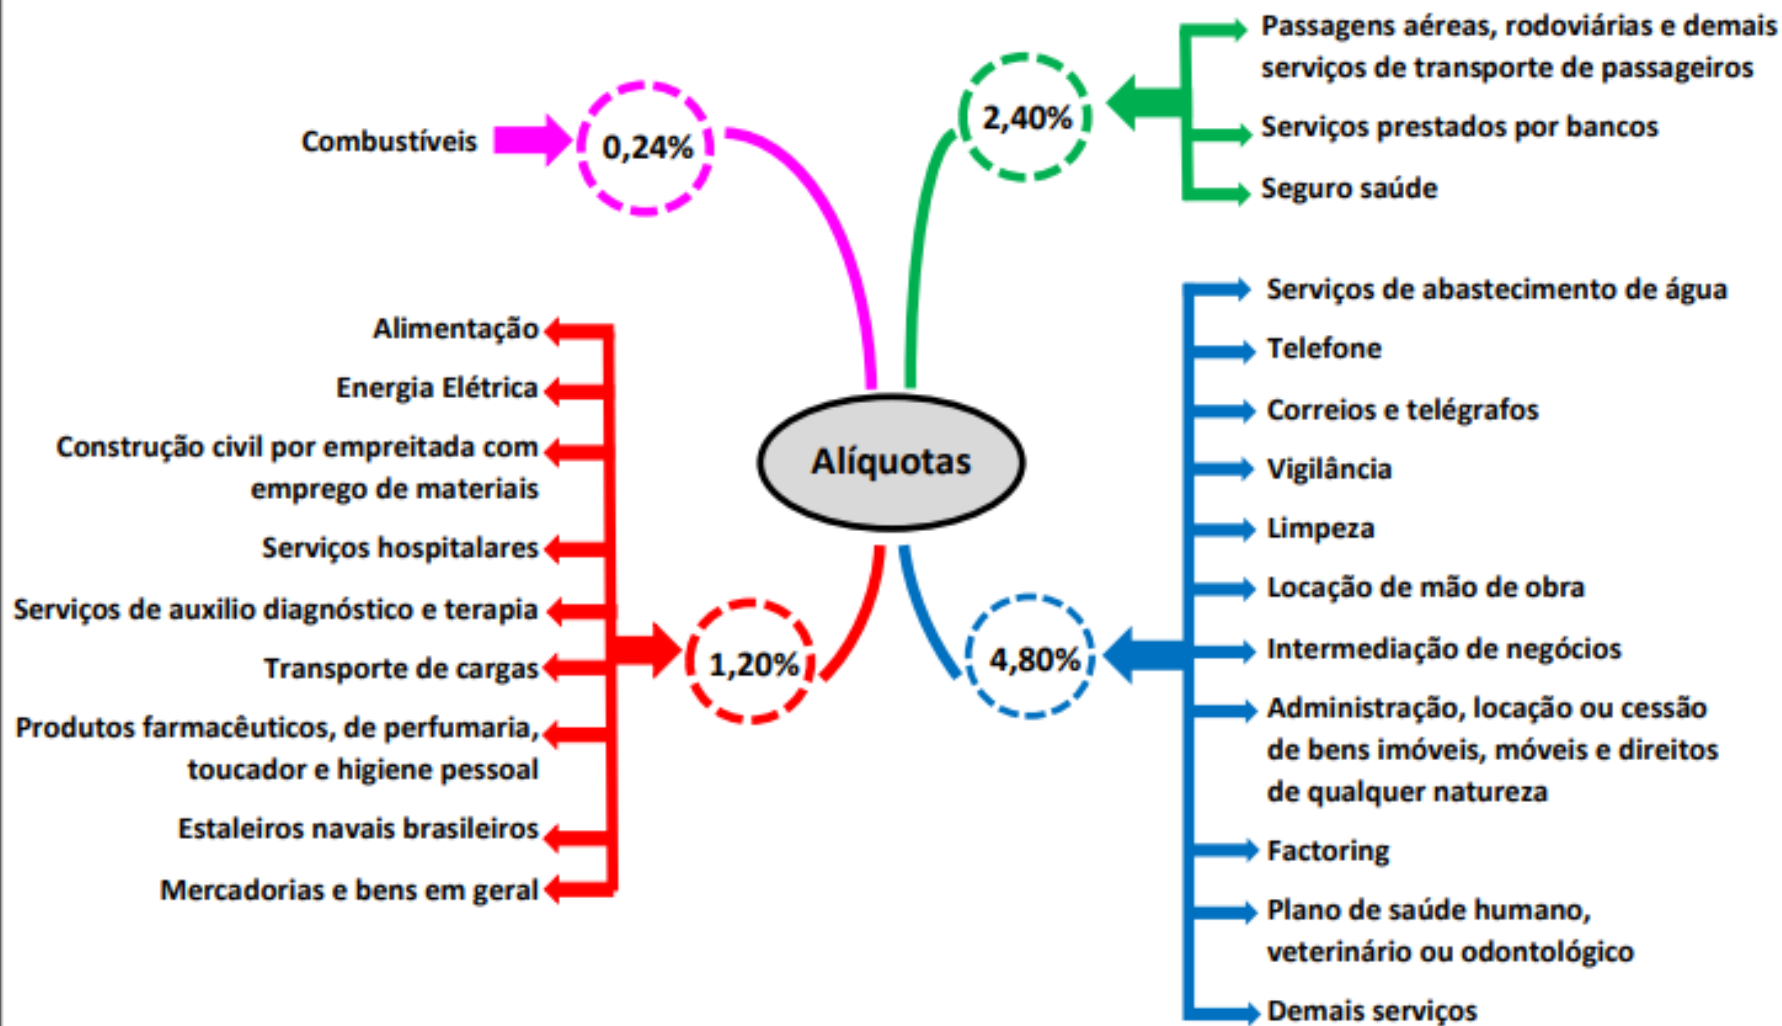 Combustíveis
0,24%
2,40%
Passagens aéreas, rodoviárias e demais
serviços de transporte de passageiros
Serviços prestados por bancos
Seguro saúde
Alíquotas
Alimentação
Energia Elétrica
Construção civil por empreitada com
emprego de materiais
Serviços hospitalares
Serviços de auxilio diagnóstico e terapia
Transporte de cargas
Produtos farmacêuticos, de perfumaria,
toucador e higiene pessoal
Estaleiros navais brasileiros
Mercadorias e bens em geral
1,20%
4,80%
Serviços de abastecimento de água
Telefone
Correios e telégrafos
Vigilância
Limpeza
Locação de mão de obra
Intermediação de negócios
Administração, locação ou cessão
de bens imóveis, móveis e direitos
de qualquer natureza
Factoring
Plano de saúde humano,
veterinário ou odontológico
Demais serviços